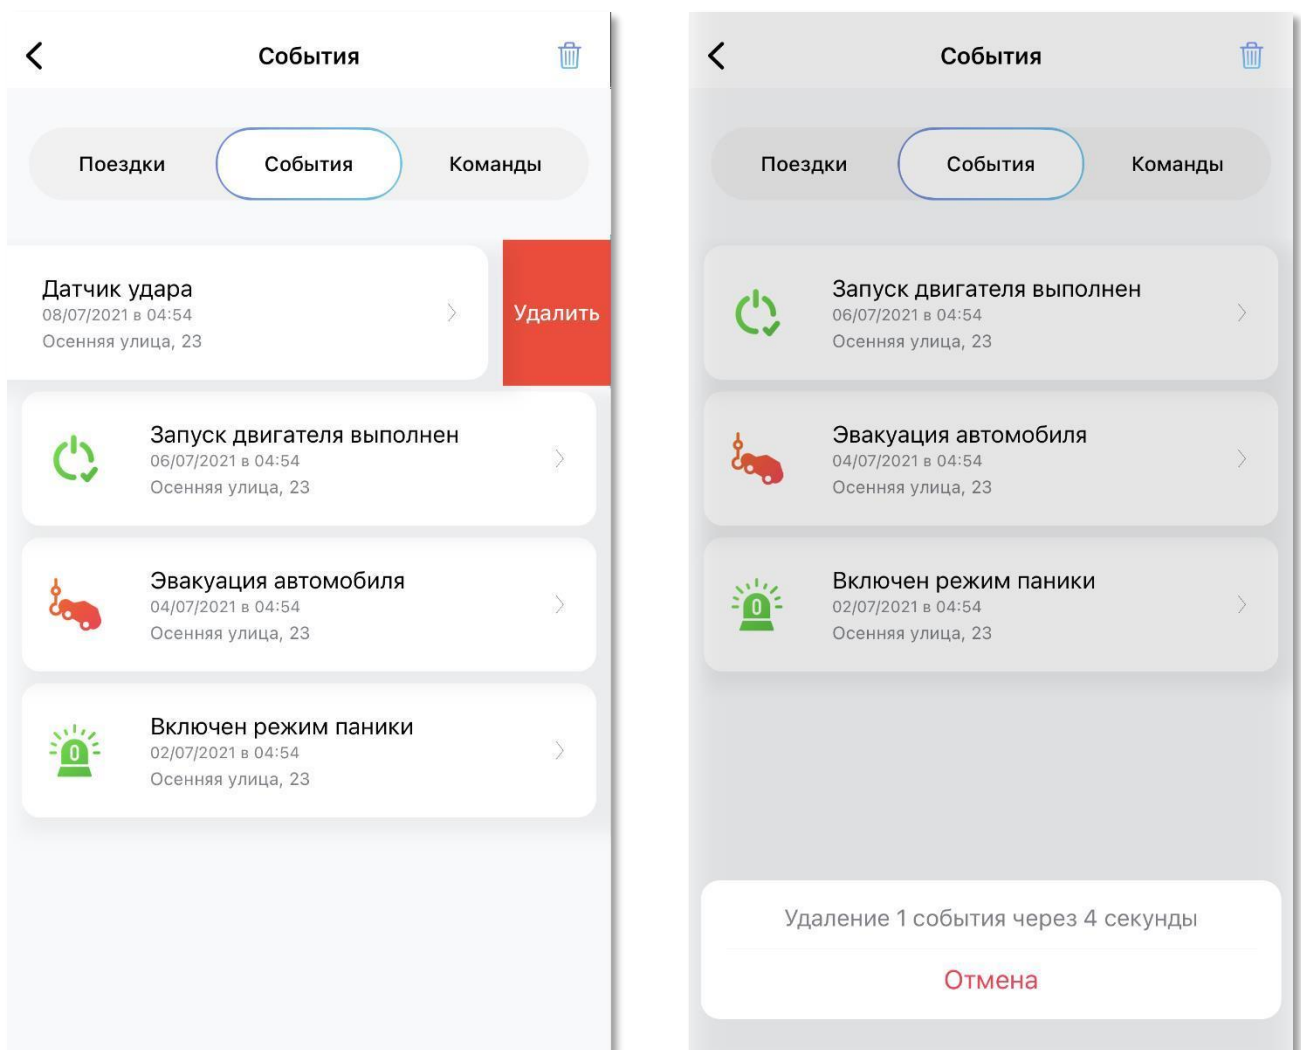 События
Поездки
События
Команды
Датчик удара
08/07/2021 в 04:54
Осенняя улица, 23
Удалить
Запуск двигателя выполнен
06/07/2021 в 04:54
Осенняя улица, 23
Эвакуация автомобиля
04/07/2021 в 04:54
Осенняя улица, 23
Включен режим паники
02/07/2021 в 04:54
Осенняя улица, 23
События
Поездки
События
Команды
Запуск двигателя выполнен
06/07/2021 в 04:54
Осенняя улица, 23
Эвакуация автомобиля
04/07/2021 в 04:54
Осенняя улица, 23
Включен режим паники
02/07/2021 в 04:54
Осенняя улица, 23
Удаление 1 события через 4 секунды
Отмена